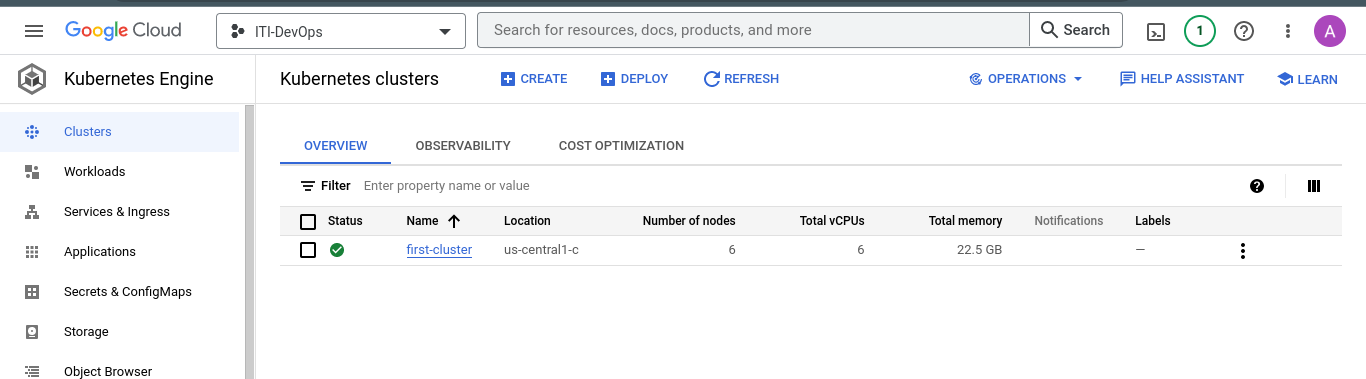 Google Cloud
ITI-DevOps
Search for resources, docs, products, and more
Search
1
A
Kubernetes Engine
Kubernetes clusters
CREATE
DEPLOY
REFRESH
OPERATIONS
HELP ASSISTANT
LEARN
Clusters
Workloads
Services & Ingress
Applications
Secrets & ConfigMaps
Storage
Object Browser
OVERVIEW
OBSERVABILITY
COST OPTIMIZATION
Filter Enter property name or value
Status Name Location Number of nodes Total vCPUs Total memory Notifications Labels
first-cluster us-central1-c 6 6 22.5 GB —